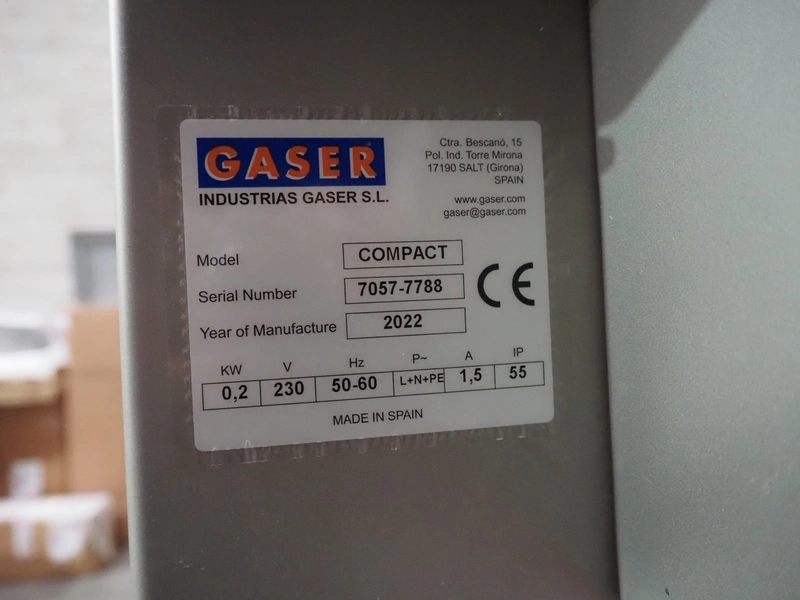 GASER
INDUSTRIAS GASER S.L.
Ctra. Bescanó, 15
Pol. Ind. Torre Mirona
17190 SALT (Girona)
SPAIN
www.gaser.com
gaser@gaser.com
Model COMPACT
Serial Number 7057-7788
Year of Manufacture 2022
CE
KW V Hz P~ A IP
0,2 230 50-60 L+N+PE 1,5 55
MADE IN SPAIN